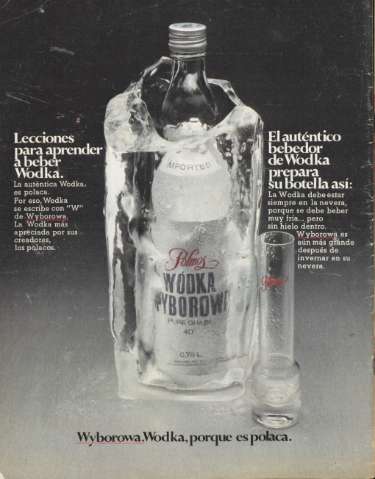 Lecciones
para aprender
a beber
Wodka.
La auténtica Wodka,
es polaca.
Por eso, Wodka
se escribe con "W"
de Wyborowa.
La Wodka más
apreciada por sus
creadores,
los polacos.
El auténtico
bebedor
de Wodka
prepara
su botella así:
La Wodka debe estar
siempre en la nevera,
porque se debe beber
muy fría... pero
sin hielo dentro.
Wyborowa es
aún más grande
después de
invernar en su
nevera.
IMPORTED
Polmos
WÓDKA
WYBOROWA
PURE GRAIN
40°
0,75 L.
Polmos
Wyborowa. Wodka, porque es polaca.